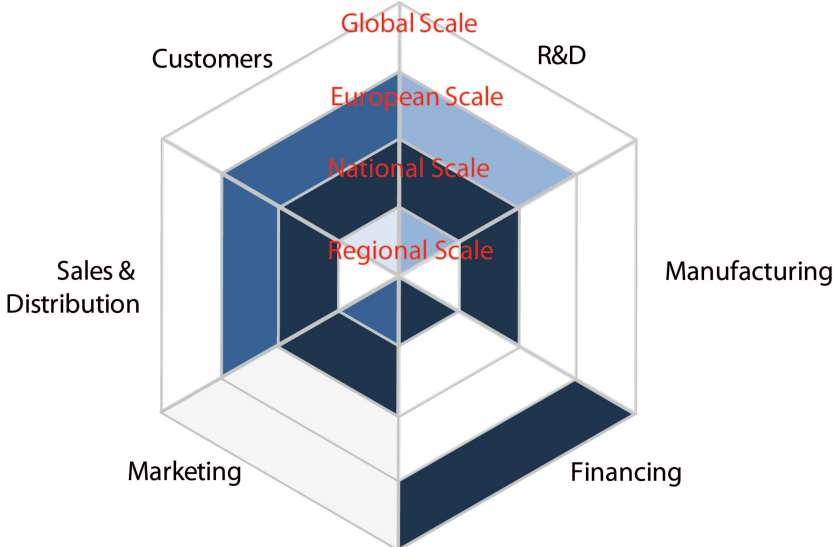 Global Scale
Customers
R&D
European Scale
National Scale
Regional Scale
Sales &
Distribution
Manufacturing
Marketing
Financing